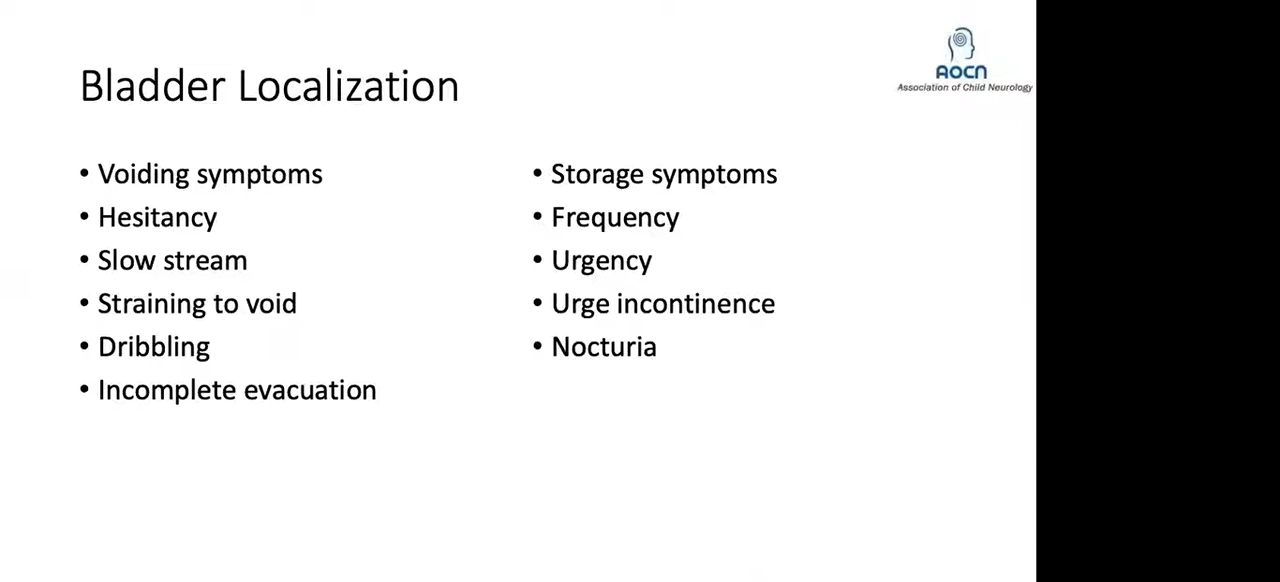 AOCN
Association of Child Neurology
Bladder Localization
• Voiding symptoms
• Hesitancy
• Slow stream
• Straining to void
• Dribbling
• Incomplete evacuation
• Storage symptoms
• Frequency
• Urgency
• Urge incontinence
• Nocturia